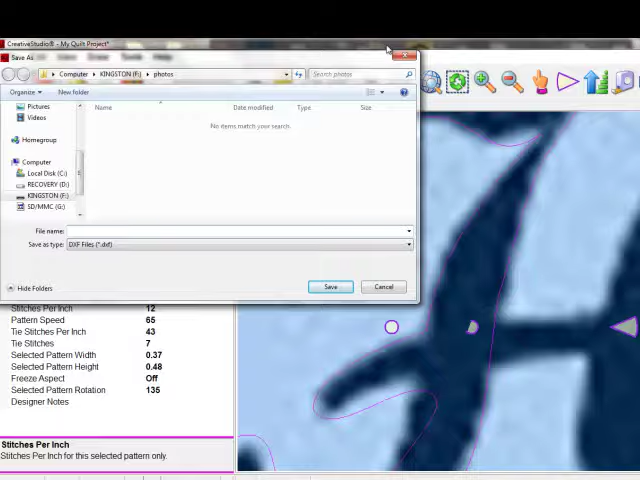 CreativeStudio® - My Quilt Project*
Save As
Computer KINGSTON (F:) photos
Search photos
Organize New folder
Pictures
Videos
Homegroup
Computer
Local Disk (C:)
RECOVERY (D:)
KINGSTON (F:)
SD/MMC (G:)
Name Date modified Type Size
No items match your search.
File name:
Save as type: DXF Files (*.dxf)
Hide Folders
Save Cancel
Stitches Per Inch 12
Pattern Speed 65
Tie Stitches Per Inch 43
Tie Stitches 7
Selected Pattern Width 0.37
Selected Pattern Height 0.48
Freeze Aspect Off
Selected Pattern Rotation 135
Designer Notes
Stitches Per Inch
Stitches Per Inch for this selected pattern only.